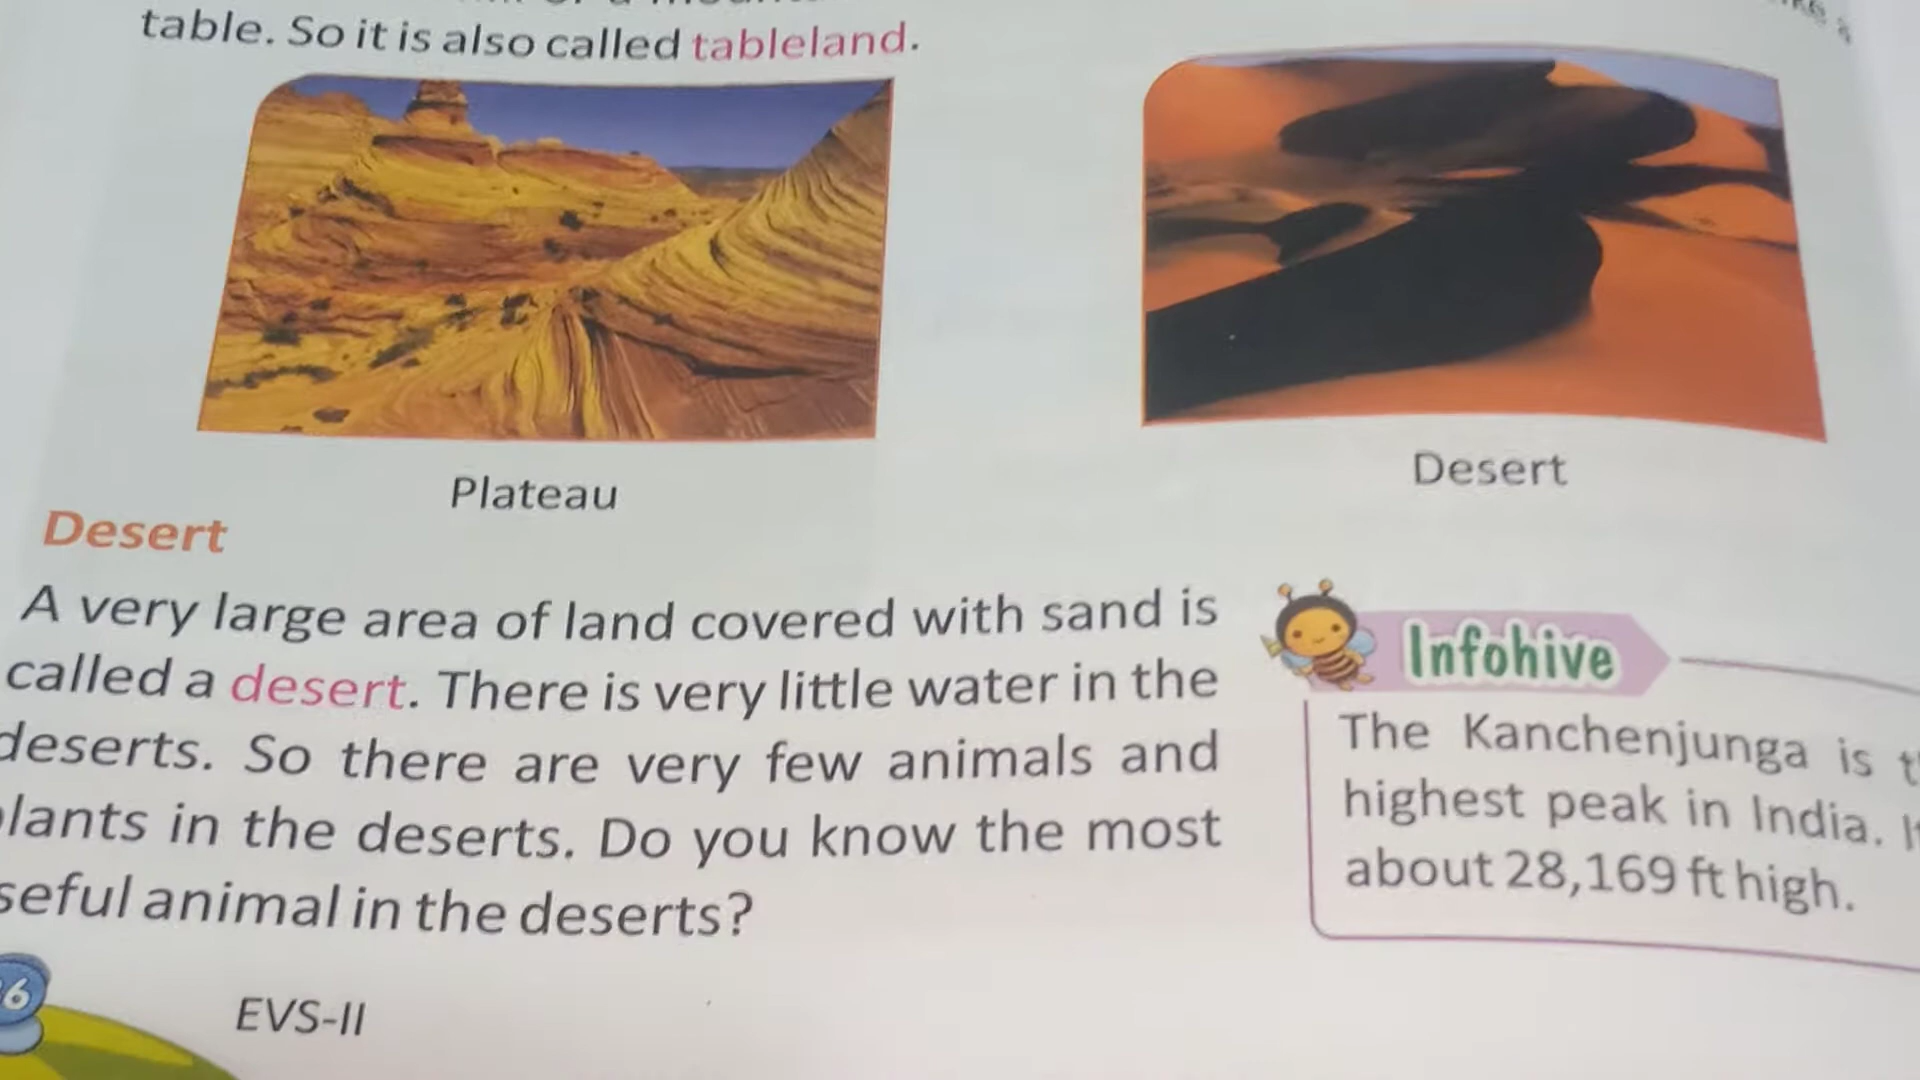 table. So it is also called tableland.
Plateau
Desert
Desert
A very large area of land covered with sand is
called a desert. There is very little water in the
deserts. So there are very few animals and
plants in the deserts. Do you know the most
seful animal in the deserts?
Infohive
The Kanchenjunga is
highest peak in India.
about 28,169 ft high.
6
EVS-II